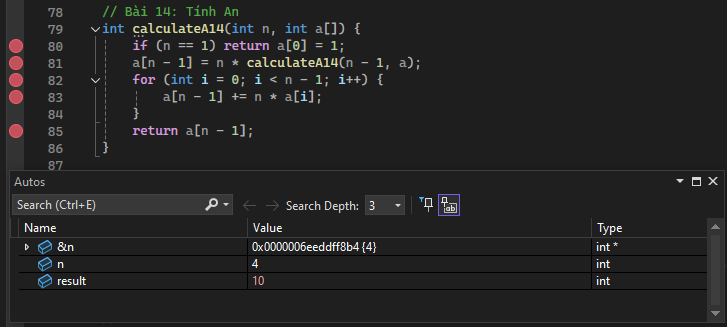 78 // Bài 14: Tính An
79 int calculateA14(int n, int a[]) {
80 if (n == 1) return a[0] = 1;
81 a[n - 1] = n * calculateA14(n - 1, a);
82 for (int i = 0; i < n - 1; i++) {
83 a[n - 1] += n * a[i];
84 }
85 return a[n - 1];
86 }
87
Autos
Search (Ctrl+E) Search Depth: 3
Name Value Type
&n 0x0000006eeddff8b4 {4} int *
n 4 int
result 10 int